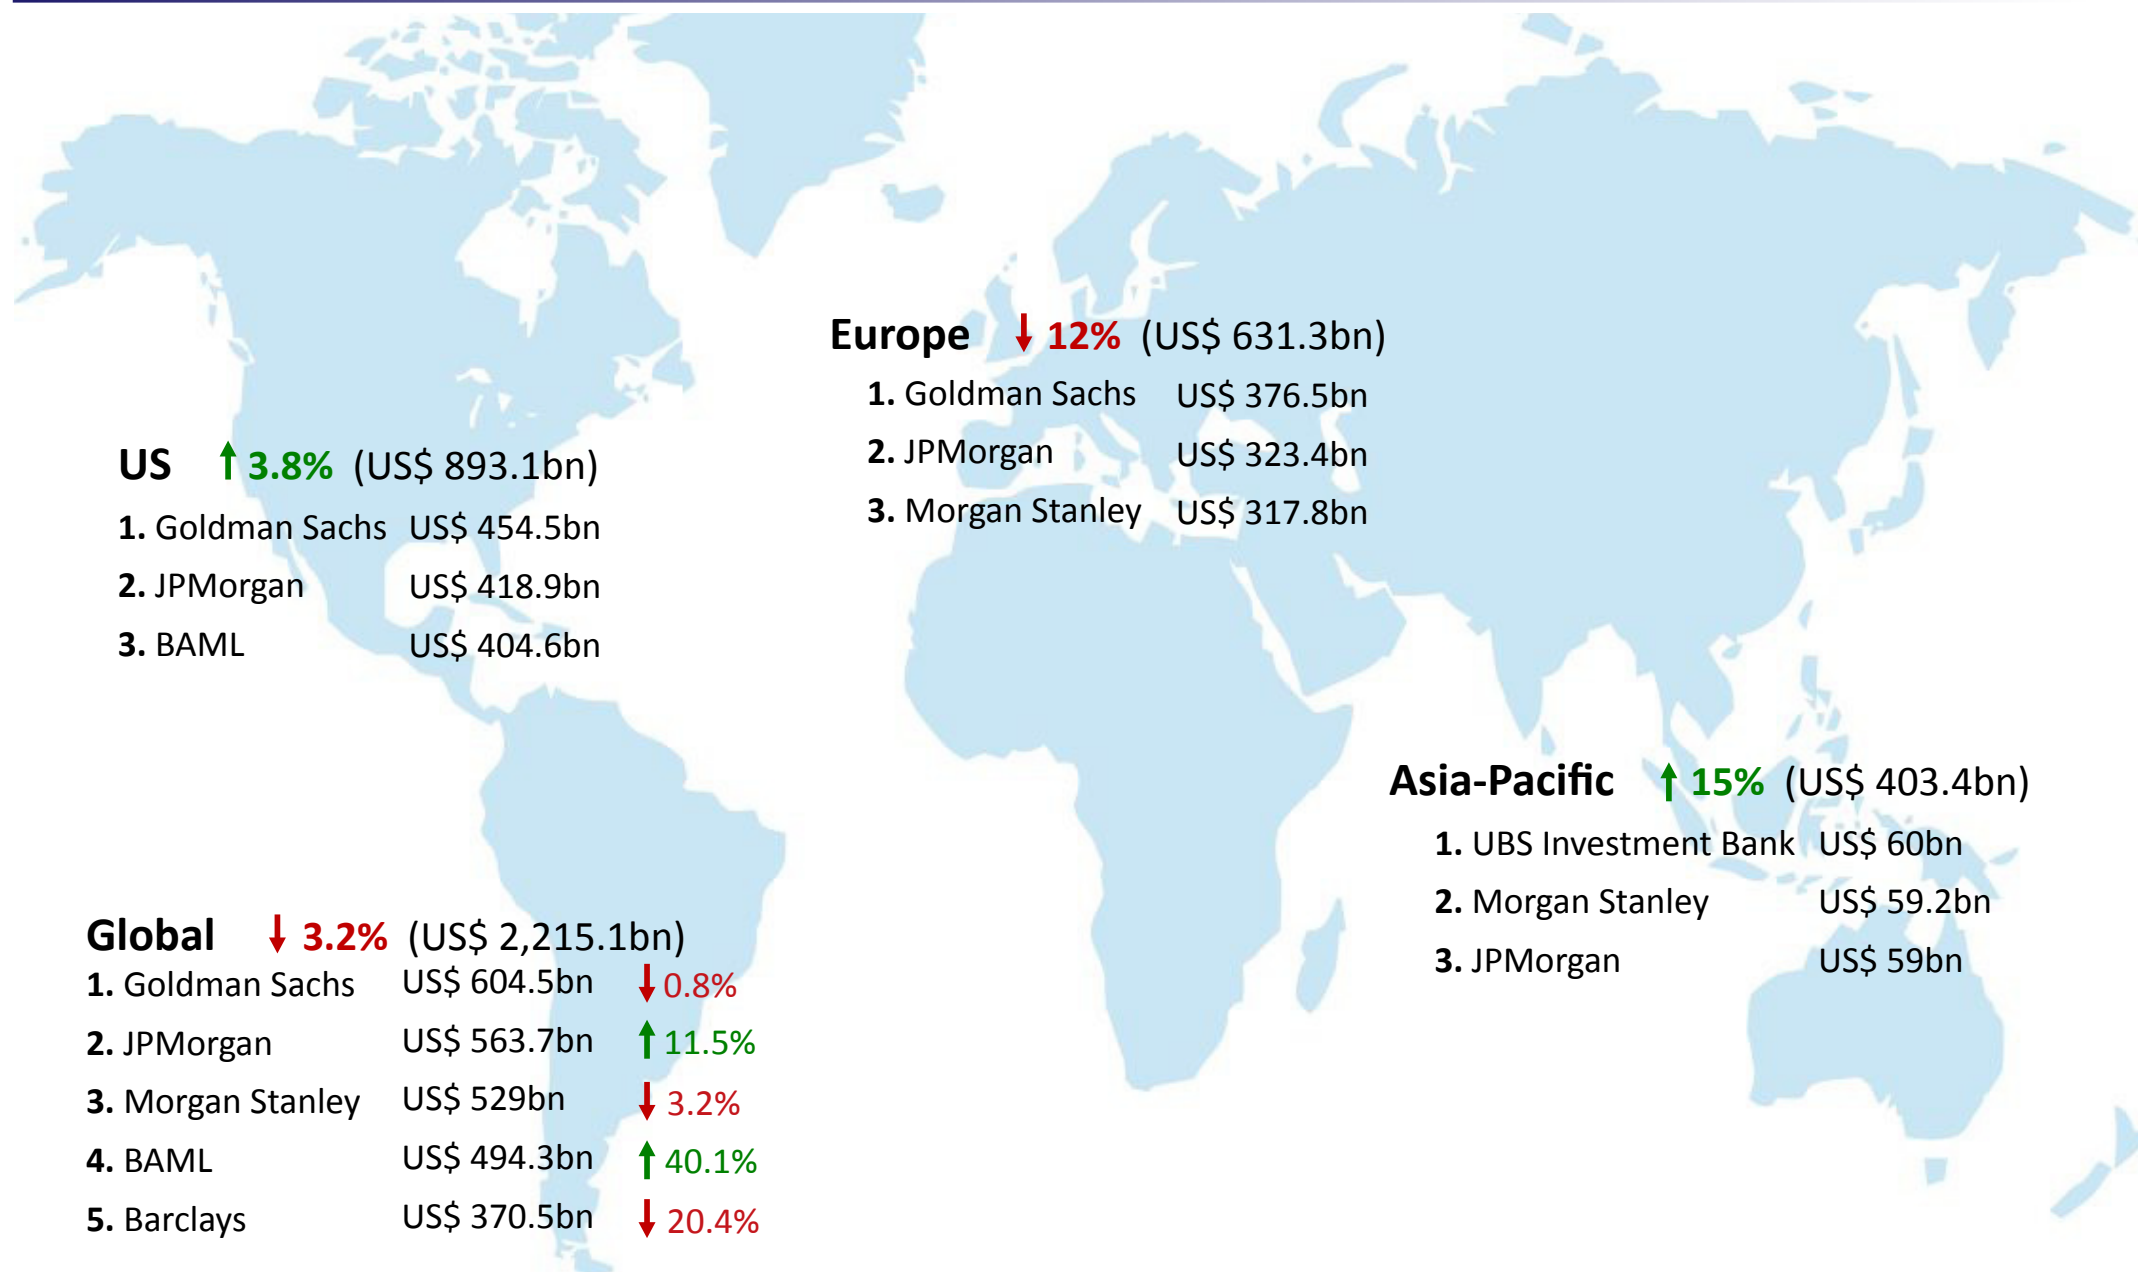 Europe ↓ 12% (US$ 631.3bn)
1. Goldman Sachs US$ 376.5bn
2. JPMorgan US$ 323.4bn
3. Morgan Stanley US$ 317.8bn
US ↑ 3.8% (US$ 893.1bn)
1. Goldman Sachs US$ 454.5bn
2. JPMorgan US$ 418.9bn
3. BAML US$ 404.6bn
Asia-Pacific ↑ 15% (US$ 403.4bn)
1. UBS Investment Bank US$ 60bn
2. Morgan Stanley US$ 59.2bn
3. JPMorgan US$ 59bn
Global ↓ 3.2% (US$ 2,215.1bn)
1. Goldman Sachs US$ 604.5bn ↓ 0.8%
2. JPMorgan US$ 563.7bn ↑ 11.5%
3. Morgan Stanley US$ 529bn ↓ 3.2%
4. BAML US$ 494.3bn ↑ 40.1%
5. Barclays US$ 370.5bn ↓ 20.4%